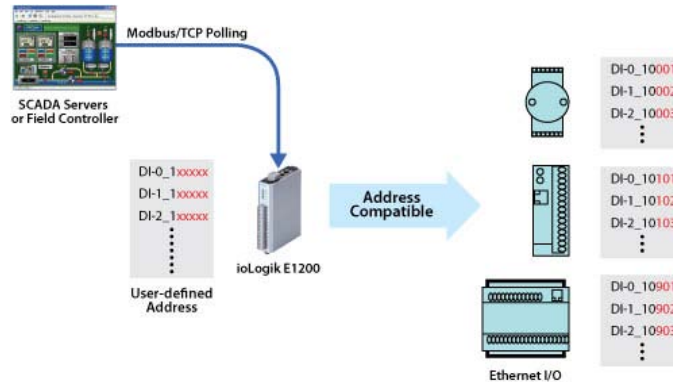 Modbus/TCP Polling
SCADA Servers
or Field Controller
DI-0_1xxxxx
DI-1_1xxxxx
DI-2_1xxxxx
User-defined
Address
ioLogik E1200
Address
Compatible
DI-0_10001
DI-1_10002
DI-2_10003
DI-0_10101
DI-1_10102
DI-2_10103
DI-0_10901
DI-1_10902
DI-2_10903
Ethernet I/O